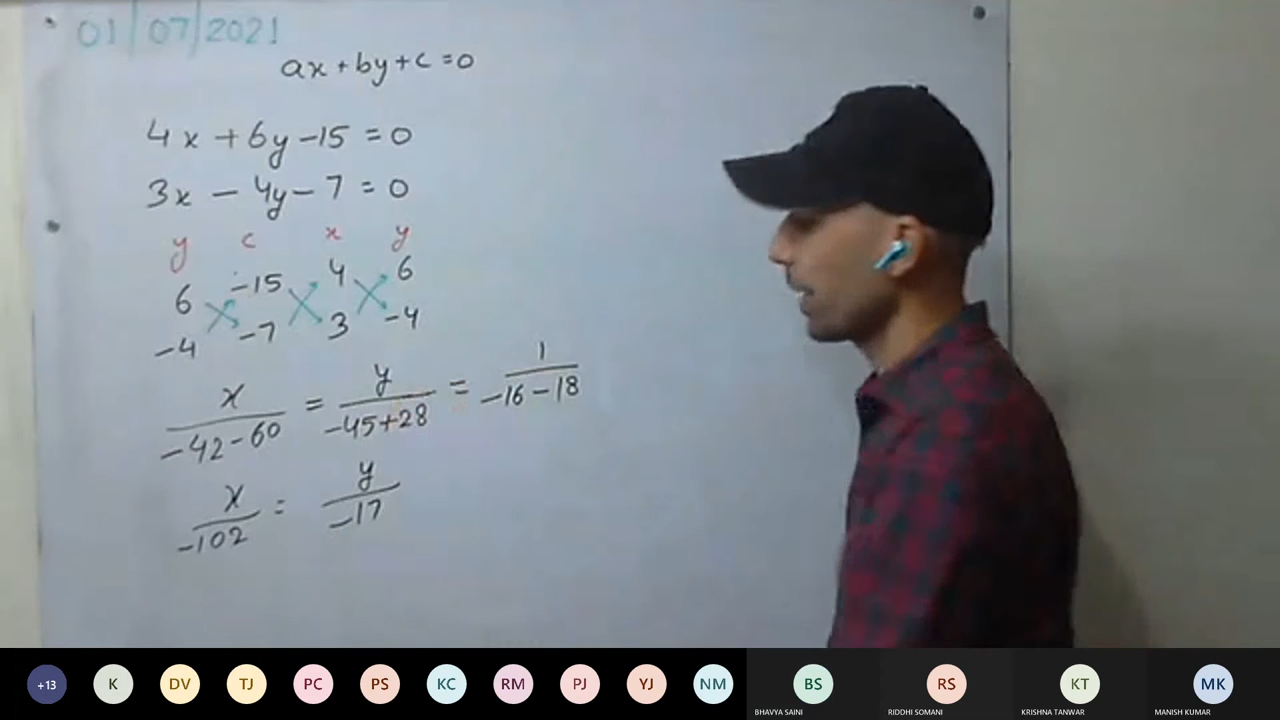 01/07/2021
ax+by+c=0
4x+6y-15=0
3x-4y-7=0
y c x y
6 -15 4 6
-4 -7 3 -4
x/(-42-60) = y/(-45+28) = 1/(-16-18)
x/-102 = y/-17
+13 K DV TJ PC PS KC RM PJ YJ NM BS RS KT MK
BHAVYA SAINI RIDDHI SOMANI KRISHNA TANWAR MANISH KUMAR